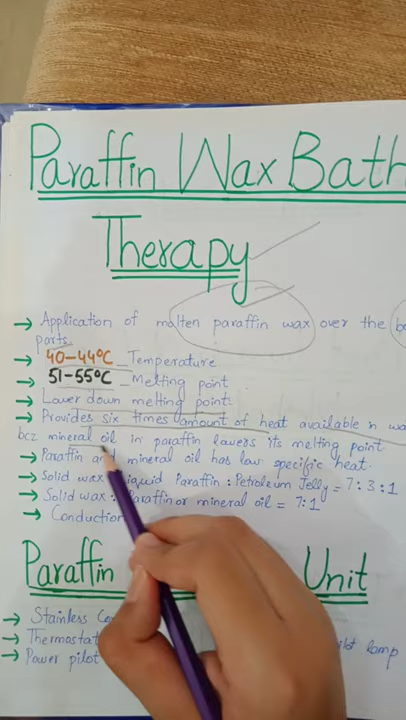 Paraffin Wax Bath
Therapy
→ Application of molten paraffin wax over the
parts.
→ 40-44°C _ Temperature
→ 51-55°C _ Melting point
→ Lower down melting point.
→ Provides six times amount of heat available n wa
bcz mineral oil in paraffin lowers its melting point.
→ Paraffin and mineral oil has low specific heat.
→ Solid wax : Liquid Paraffin : Petroleum Jelly = 7:3:1
→ Solid wax : Paraffin or mineral oil = 7:1
→ Conduction
Paraffin Unit
→ Stainless
→ Thermostat pilot lamp
→ Power pilot